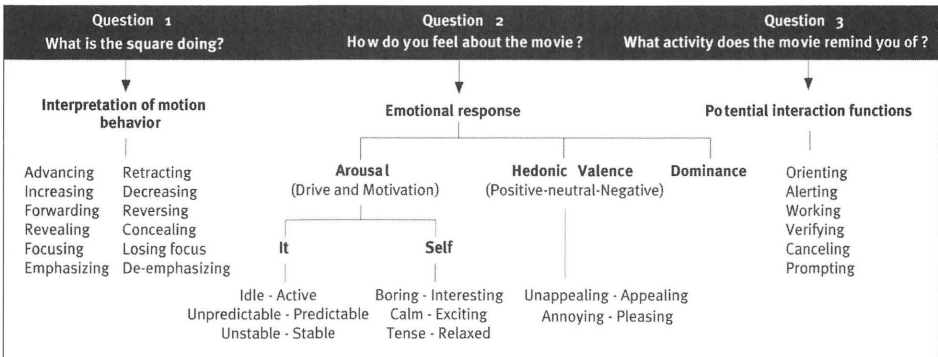 Question 1
What is the square doing?
Question 2
How do you feel about the movie ?
Question 3
What activity does the movie remind you of ?
Interpretation of motion
behavior
Advancing Retracting
Increasing Decreasing
Forwarding Reversing
Revealing Concealing
Focusing Losing focus
Emphasizing De-emphasizing
Emotional response
Arousal
(Drive and Motivation)
Hedonic Valence
(Positive-neutral-Negative)
Dominance
It
Idle - Active
Unpredictable - Predictable
Unstable - Stable
Self
Boring - Interesting
Calm - Exciting
Tense - Relaxed
Unappealing - Appealing
Annoying - Pleasing
Potential interaction functions
Orienting
Alerting
Working
Verifying
Canceling
Prompting